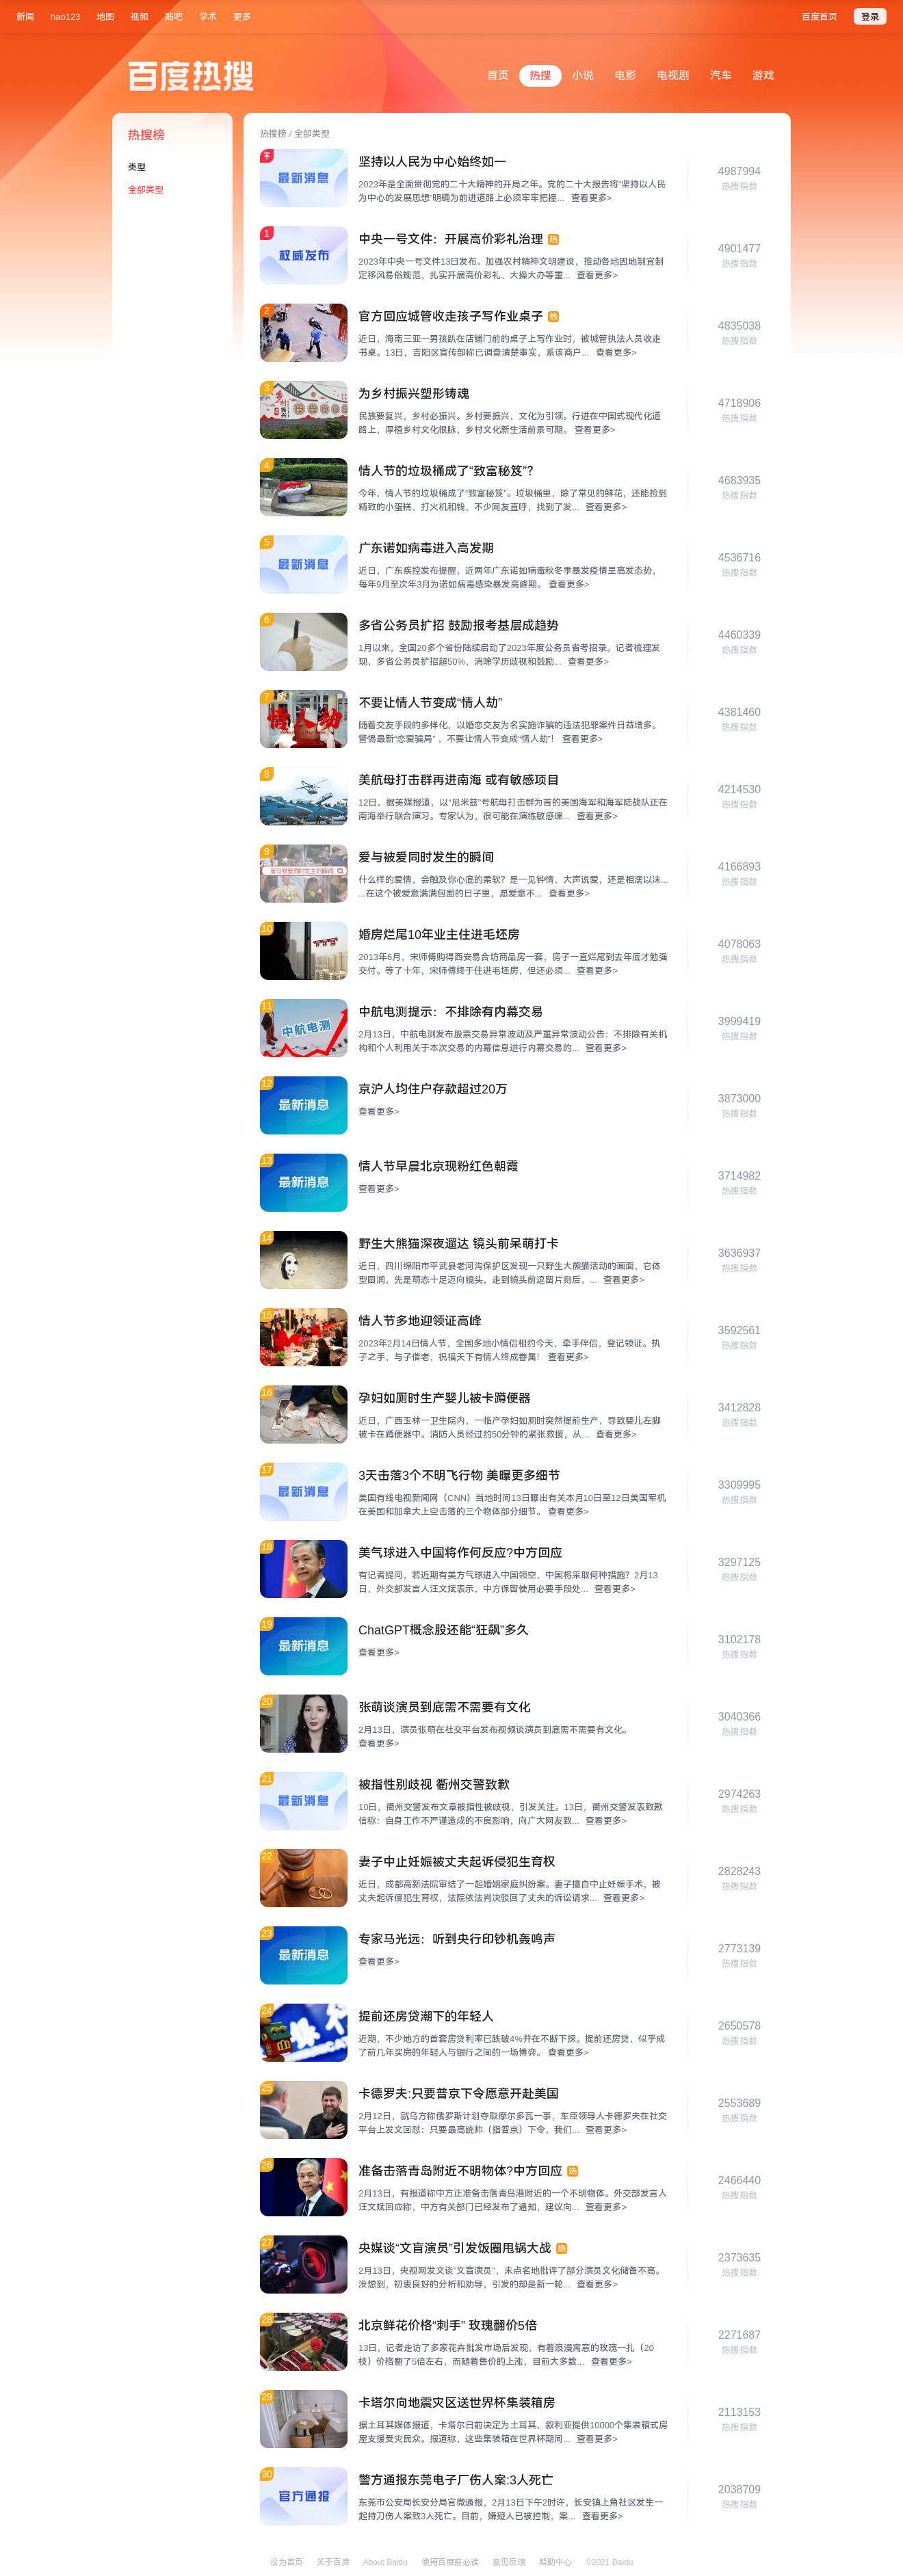 新闻 hao123 地图 视频 贴吧 学术 更多 百度首页 登录
百度热搜
首页 热搜 小说 电影 电视剧 汽车 游戏
热搜榜
类型
全部类型
热搜榜 / 全部类型
最新消息
坚持以人民为中心始终如一
2023年是全面贯彻党的二十大精神的开局之年。党的二十大报告将“坚持以人民
为中心的发展思想”明确为前进道路上必须牢牢把握... 查看更多>
4987994
热搜指数
1
权威发布
中央一号文件：开展高价彩礼治理 热
2023年中央一号文件13日发布。加强农村精神文明建设，推动各地因地制宜制
定移风易俗规范，扎实开展高价彩礼、大操大办等重... 查看更多>
4901477
热搜指数
2
官方回应城管收走孩子写作业桌子 热
近日，海南三亚一男孩趴在店铺门前的桌子上写作业时，被城管执法人员收走
书桌。13日，吉阳区宣传部称已调查清楚事实，系该商户... 查看更多>
4835038
热搜指数
3
为乡村振兴塑形铸魂
民族要复兴，乡村必振兴。乡村要振兴，文化为引领。行进在中国式现代化道
路上，厚植乡村文化根脉，乡村文化新生活前景可期。 查看更多>
4718906
热搜指数
4
情人节的垃圾桶成了“致富秘笈”？
今年，情人节的垃圾桶成了“致富秘笈”。垃圾桶里，除了常见的鲜花，还能捡到
精致的小蛋糕、打火机和钱，不少网友直呼，找到了发... 查看更多>
4683935
热搜指数
5
最新消息
广东诺如病毒进入高发期
近日，广东疾控发布提醒，近两年广东诺如病毒秋冬季暴发疫情呈高发态势，
每年9月至次年3月为诺如病毒感染暴发高峰期。 查看更多>
4536716
热搜指数
6
多省公务员扩招 鼓励报考基层成趋势
1月以来，全国20多个省份陆续启动了2023年度公务员省考招录。记者梳理发
现，多省公务员扩招超50%，消除学历歧视和鼓励... 查看更多>
4460339
热搜指数
7
情人劫
不要让情人节变成“情人劫”
随着交友手段的多样化，以婚恋交友为名实施诈骗的违法犯罪案件日益增多。
警惕最新“恋爱骗局” ，不要让情人节变成“情人劫”！ 查看更多>
4381460
热搜指数
8
美航母打击群再进南海 或有敏感项目
12日，据美媒报道，以“尼米兹”号航母打击群为首的美国海军和海军陆战队正在
南海举行联合演习。专家认为，很可能在演练敏感课... 查看更多>
4214530
热搜指数
9
爱与被爱同时发生的瞬间
爱与被爱同时发生的瞬间
什么样的爱情，会触及你心底的柔软？是一见钟情、大声说爱，还是相濡以沫...
...在这个被爱意满满包围的日子里，愿爱意不... 查看更多>
4166893
热搜指数
10
婚房烂尾10年业主住进毛坯房
2013年6月，宋师傅购得西安易合坊商品房一套，房子一直烂尾到去年底才勉强
交付。等了十年，宋师傅终于住进毛坯房，但还必须... 查看更多>
4078063
热搜指数
11
中航电测
中航电测提示：不排除有内幕交易
2月13日，中航电测发布股票交易异常波动及严重异常波动公告：不排除有关机
构和个人利用关于本次交易的内幕信息进行内幕交易的... 查看更多>
3999419
热搜指数
12
最新消息
京沪人均住户存款超过20万
查看更多>
3873000
热搜指数
13
最新消息
情人节早晨北京现粉红色朝霞
查看更多>
3714982
热搜指数
14
野生大熊猫深夜遛达 镜头前呆萌打卡
近日，四川绵阳市平武县老河沟保护区发现一只野生大熊猫活动的画面，它体
型圆润，先是萌态十足迈向镜头，走到镜头前逗留片刻后，... 查看更多>
3636937
热搜指数
15
情人节多地迎领证高峰
2023年2月14日情人节，全国多地小情侣相约今天，牵手伴侣，登记领证。执
子之手、与子偕老，祝福天下有情人终成眷属！ 查看更多>
3592561
热搜指数
16
孕妇如厕时生产婴儿被卡蹲便器
近日，广西玉林一卫生院内，一临产孕妇如厕时突然提前生产，导致婴儿左脚
被卡在蹲便器中。消防人员经过约50分钟的紧张救援，从... 查看更多>
3412828
热搜指数
17
最新消息
3天击落3个不明飞行物 美曝更多细节
美国有线电视新闻网（CNN）当地时间13日曝出有关本月10日至12日美国军机
在美国和加拿大上空击落的三个物体部分细节。 查看更多>
3309995
热搜指数
18
美气球进入中国将作何反应?中方回应
有记者提问，若近期有美方气球进入中国领空，中国将采取何种措施？2月13
日，外交部发言人汪文斌表示，中方保留使用必要手段处... 查看更多>
3297125
热搜指数
19
最新消息
ChatGPT概念股还能“狂飙”多久
查看更多>
3102178
热搜指数
20
张萌谈演员到底需不需要有文化
2月13日，演员张萌在社交平台发布视频谈演员到底需不需要有文化。
查看更多>
3040366
热搜指数
21
最新消息
被指性别歧视 衢州交警致歉
10日，衢州交警发布文章被指性被歧视，引发关注。13日，衢州交警发表致歉
信称：自身工作不严谨造成的不良影响，向广大网友致... 查看更多>
2974263
热搜指数
22
妻子中止妊娠被丈夫起诉侵犯生育权
近日，成都高新法院审结了一起婚姻家庭纠纷案。妻子擅自中止妊娠手术，被
丈夫起诉侵犯生育权，法院依法判决驳回了丈夫的诉讼请求... 查看更多>
2828243
热搜指数
23
最新消息
专家马光远：听到央行印钞机轰鸣声
查看更多>
2773139
热搜指数
24
提前还房贷潮下的年轻人
近期，不少地方的首套房贷利率已跌破4%并在不断下探。提前还房贷，似乎成
了前几年买房的年轻人与银行之间的一场博弈。 查看更多>
2650578
热搜指数
25
卡德罗夫:只要普京下令愿意开赴美国
2月12日，就乌方称俄罗斯计划夺取摩尔多瓦一事，车臣领导人卡德罗夫在社交
平台上发文回怼：只要最高统帅（指普京）下令，我们... 查看更多>
2553689
热搜指数
26
准备击落青岛附近不明物体?中方回应 热
2月13日，有报道称中方正准备击落青岛港附近的一个不明物体。外交部发言人
汪文斌回应称，中方有关部门已经发布了通知，建议向... 查看更多>
2466440
热搜指数
27
央媒谈“文盲演员”引发饭圈甩锅大战 热
2月13日，央视网发文谈“文盲演员”，未点名地批评了部分演员文化储备不高。
没想到，初衷良好的分析和劝导，引发的却是新一轮... 查看更多>
2373635
热搜指数
28
北京鲜花价格“刺手” 玫瑰翻价5倍
13日，记者走访了多家花卉批发市场后发现，有着浪漫寓意的玫瑰一扎（20
枝）价格翻了5倍左右，而随着售价的上涨，目前大多数... 查看更多>
2271687
热搜指数
29
卡塔尔向地震灾区送世界杯集装箱房
据土耳其媒体报道，卡塔尔日前决定为土耳其、叙利亚提供10000个集装箱式房
屋支援受灾民众。报道称，这些集装箱在世界杯期间... 查看更多>
2113153
热搜指数
30
官方通报
警方通报东莞电子厂伤人案:3人死亡
东莞市公安局长安分局官微通报，2月13日下午2时许，长安镇上角社区发生一
起持刀伤人案致3人死亡。目前，嫌疑人已被控制，案... 查看更多>
2038709
热搜指数
设为首页 关于百度 About Baidu 使用百度前必读 意见反馈 帮助中心 ©2021 Baidu